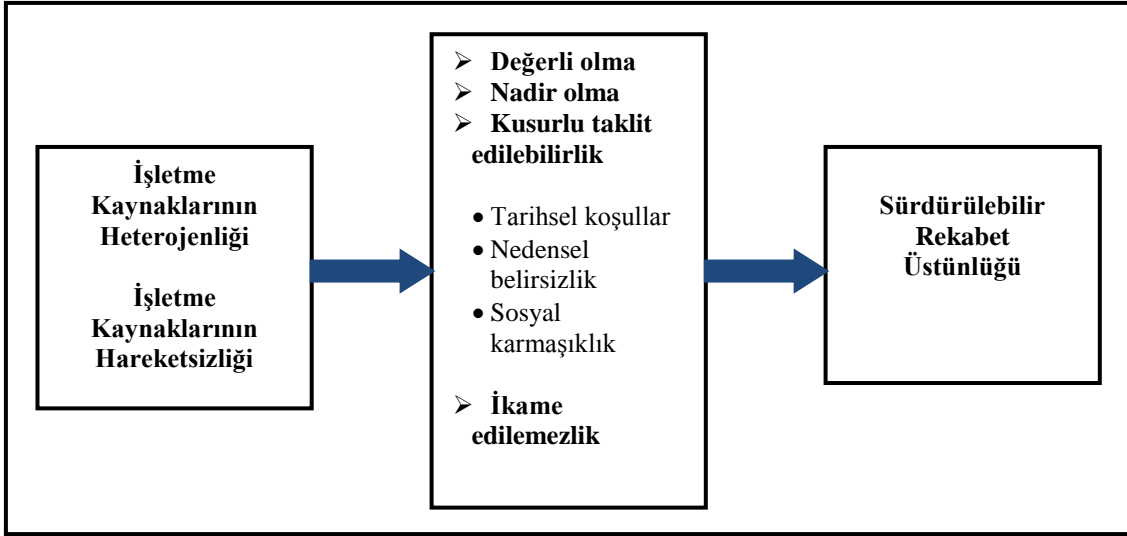 İşletme
Kaynaklarının
Heterojenliği
İşletme
Kaynaklarının
Hareketsizliği
➢ Değerli olma
➢ Nadir olma
➢ Kusurlu taklit
edilebilirlik
• Tarihsel koşullar
• Nedensel
belirsizlik
• Sosyal
karmaşıklık
➢ İkame
edilemezlik
Sürdürülebilir
Rekabet
Üstünlüğü